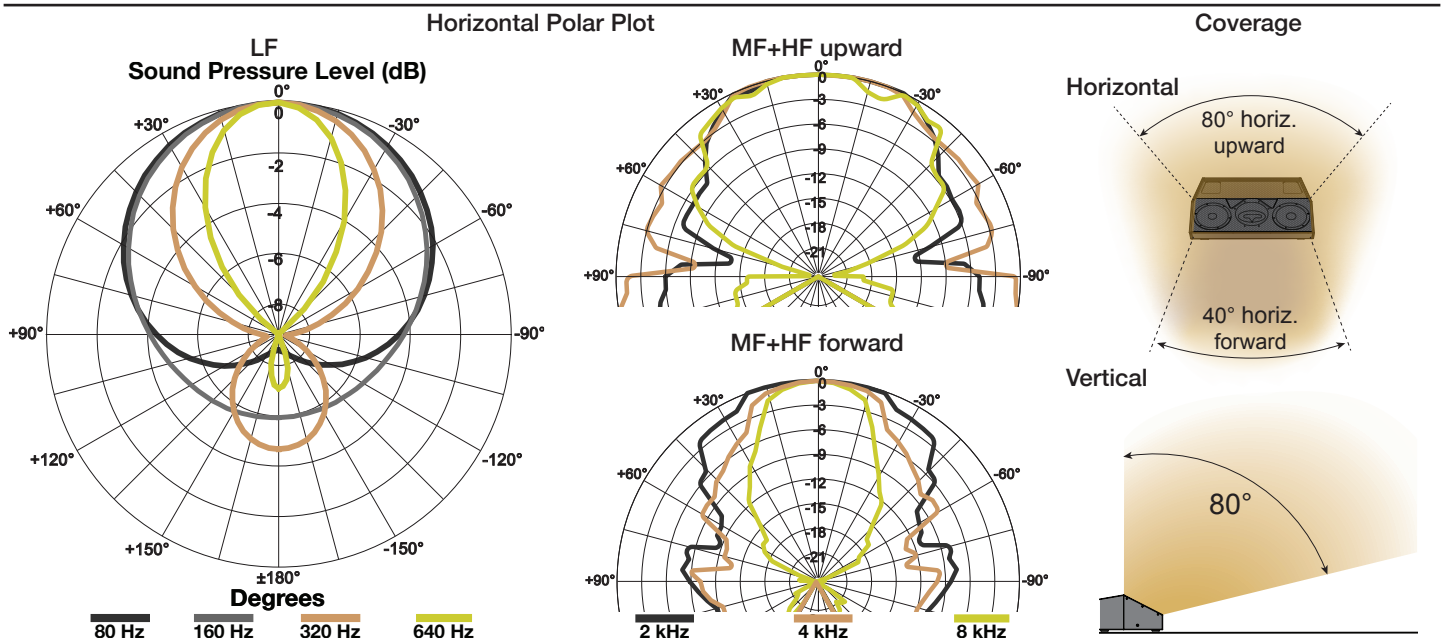 Horizontal Polar Plot
LF
Sound Pressure Level (dB)
0°
0
+30°
-30°
-2
+60°
-60°
-4
-6
-8
+90°
-90°
+120°
-120°
+150°
-150°
±180°
Degrees
80 Hz
160 Hz
320 Hz
640 Hz
MF+HF upward
0°
0
+30°
-30°
-3
-6
-9
+60°
-60°
-12
-15
-18
-21
+90°
-90°
MF+HF forward
0°
0
+30°
-30°
-3
-6
-9
+60°
-60°
-12
-15
-18
-21
+90°
-90°
2 kHz
4 kHz
8 kHz
Coverage
Horizontal
80° horiz.
upward
40° horiz.
forward
Vertical
80°